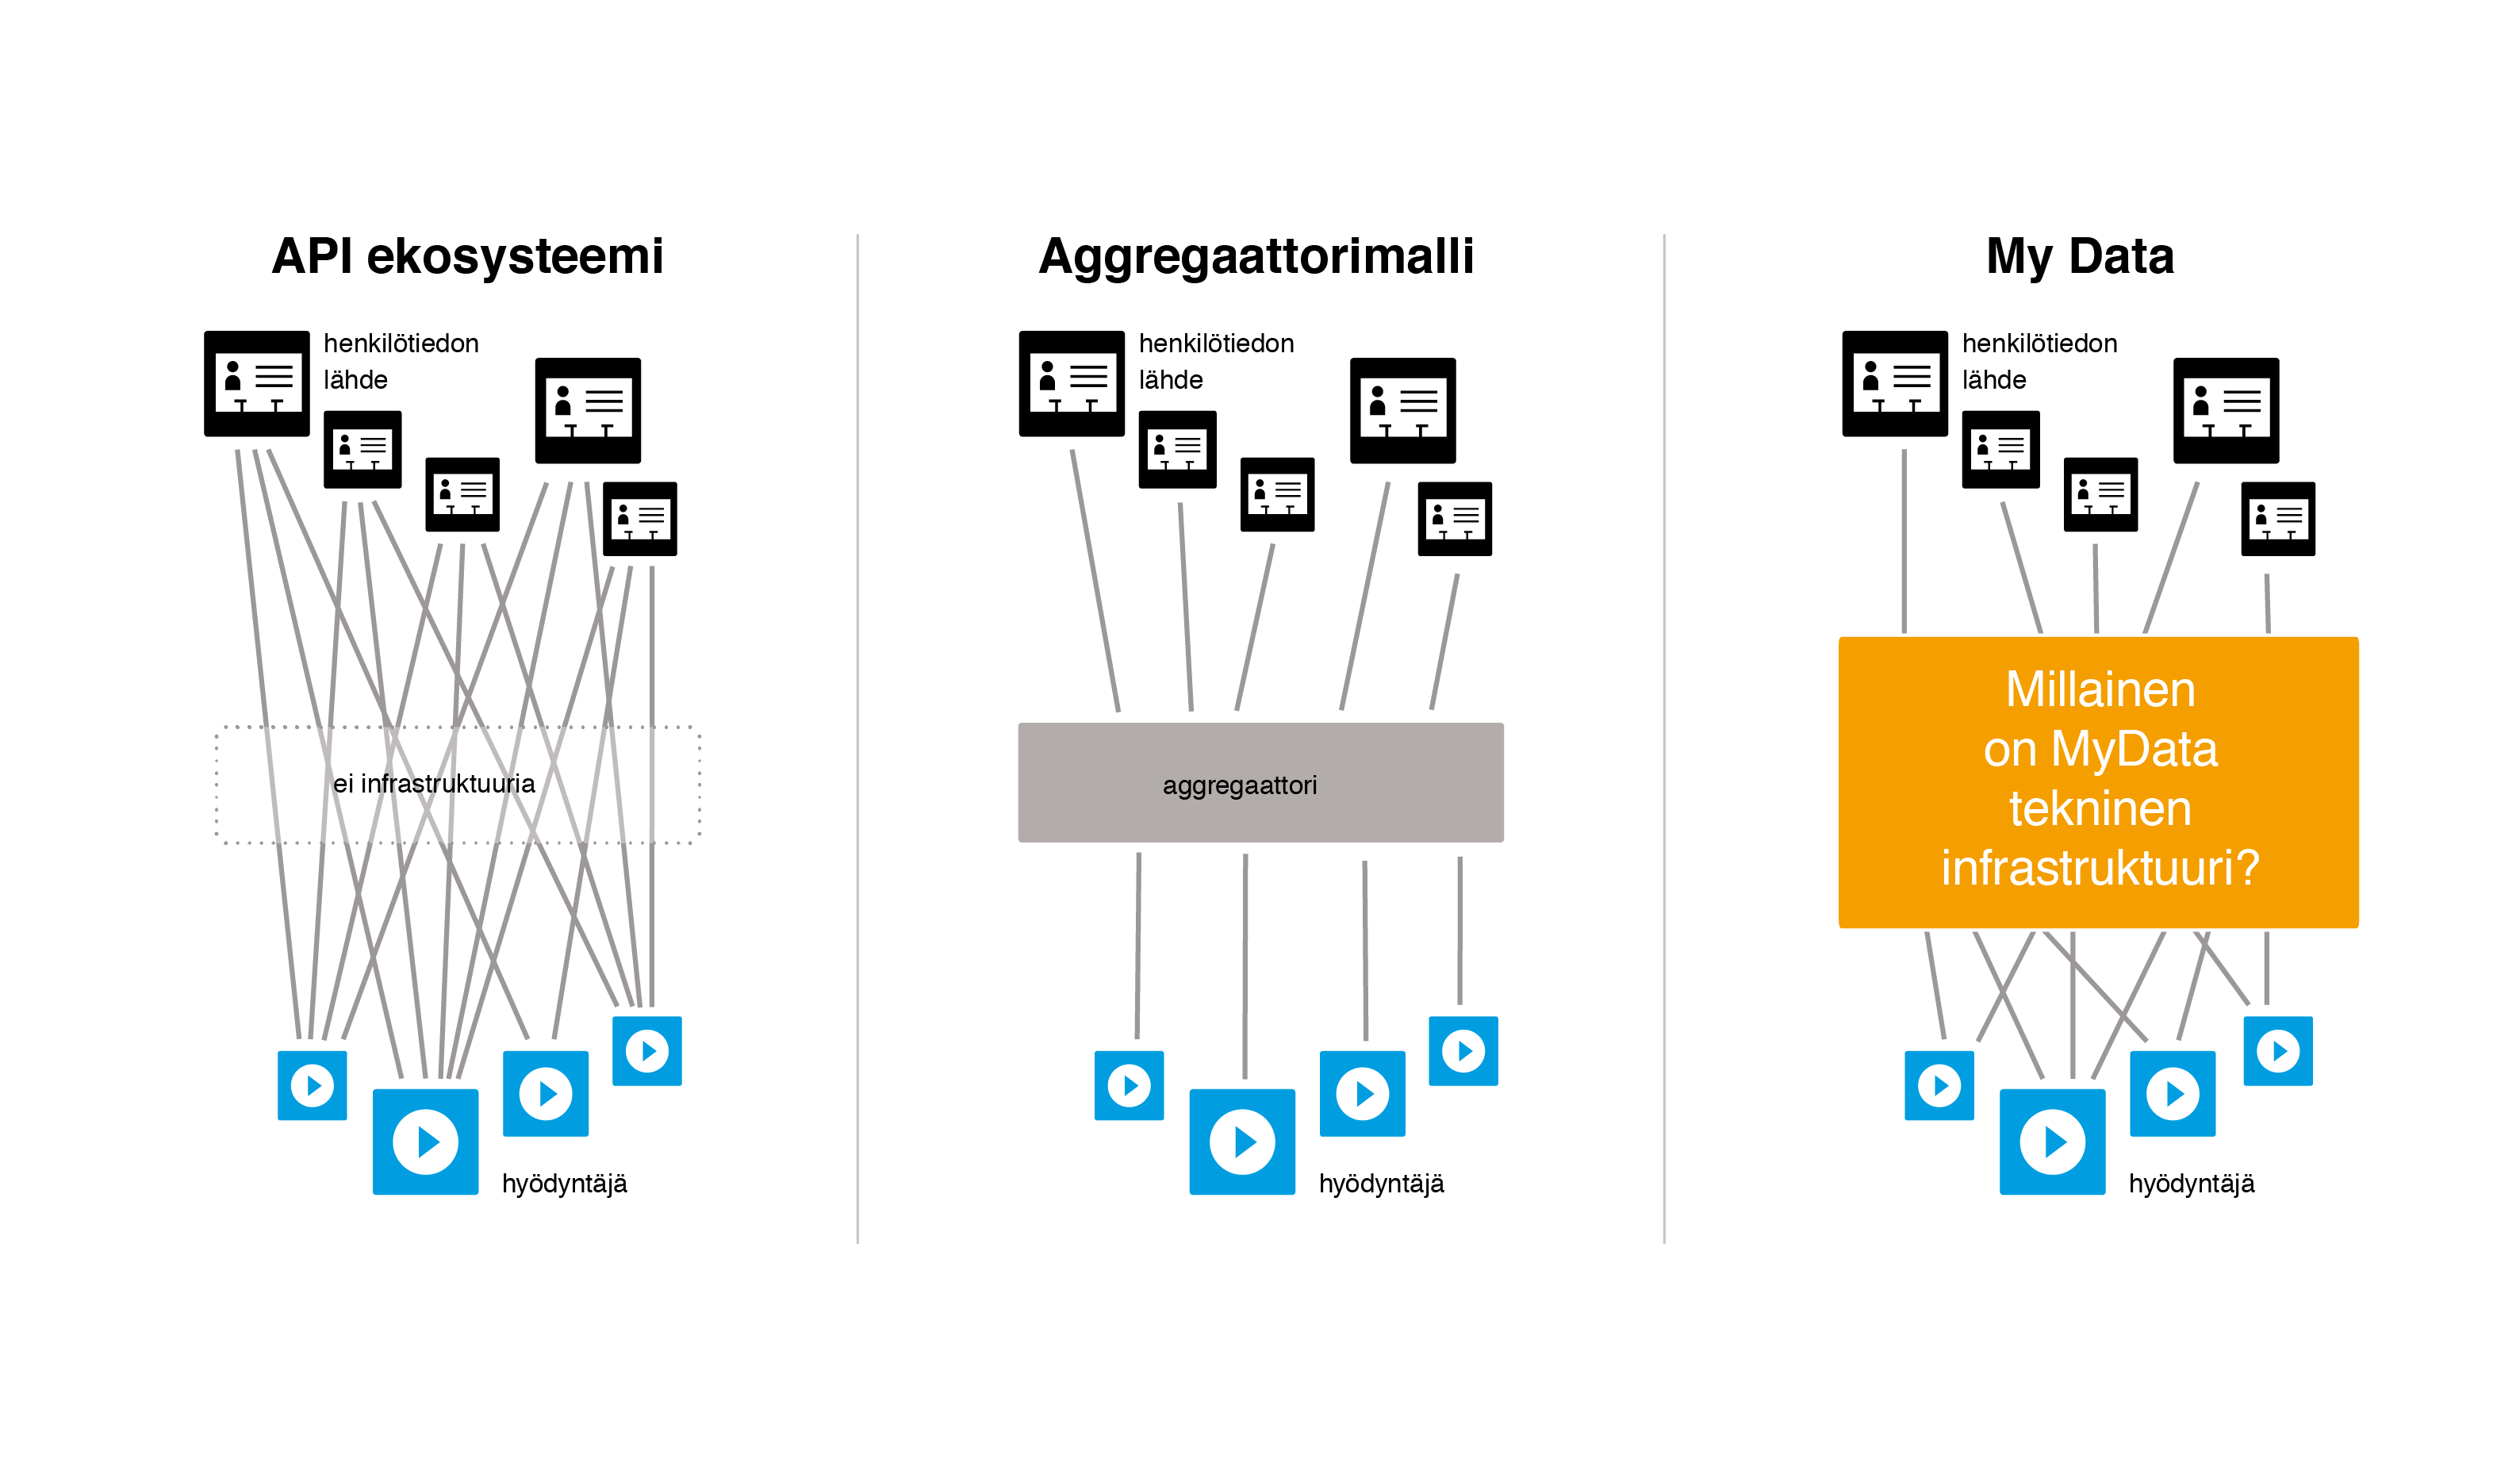 API ekosysteemi
henkilötiedon
lähde
ei infrastruktuuria
hyödyntäjä
Aggregaattorimalli
henkilötiedon
lähde
aggregaattori
hyödyntäjä
My Data
henkilötiedon
lähde
Millainen
on MyData
tekninen
infrastruktuuri?
hyödyntäjä